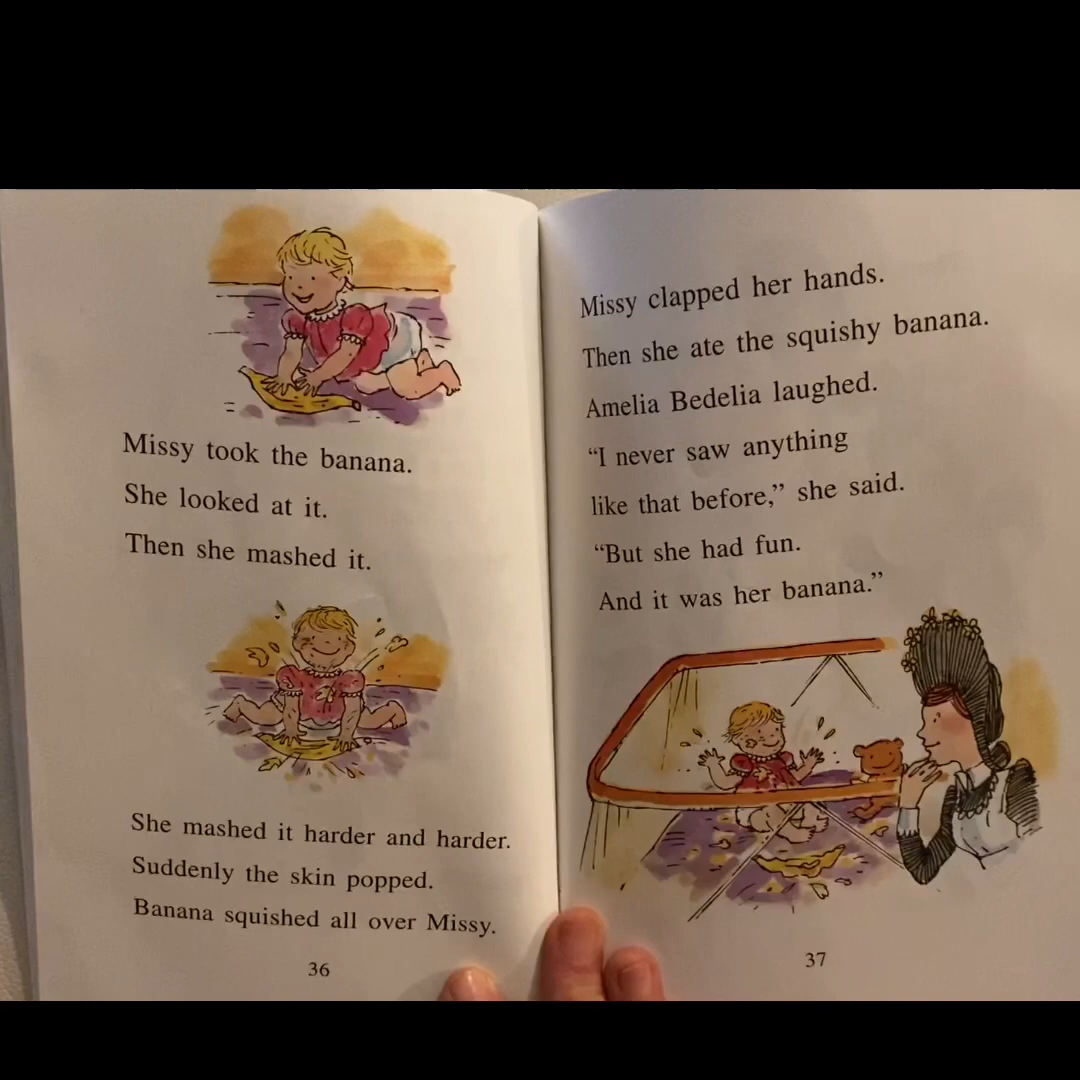 Missy took the banana.
She looked at it.
Then she mashed it.
She mashed it harder and harder.
Suddenly the skin popped.
Banana squished all over Missy.
36
Missy clapped her hands.
Then she ate the squishy banana.
Amelia Bedelia laughed.
“I never saw anything
like that before,” she said.
“But she had fun.
And it was her banana.”
37